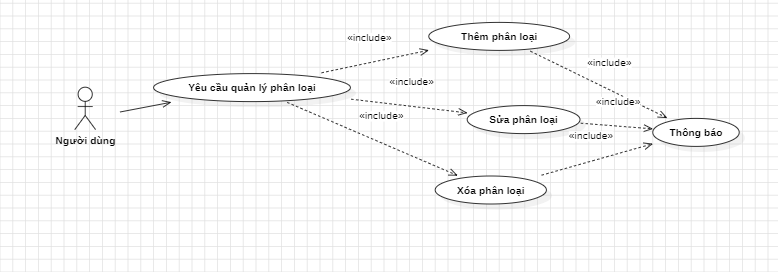 «include»
Thêm phân loại
«include»
«include»
Yêu cầu quản lý phân loại
«include»
«include»
Sửa phân loại
Thông báo
«include»
Người dùng
Xóa phân loại